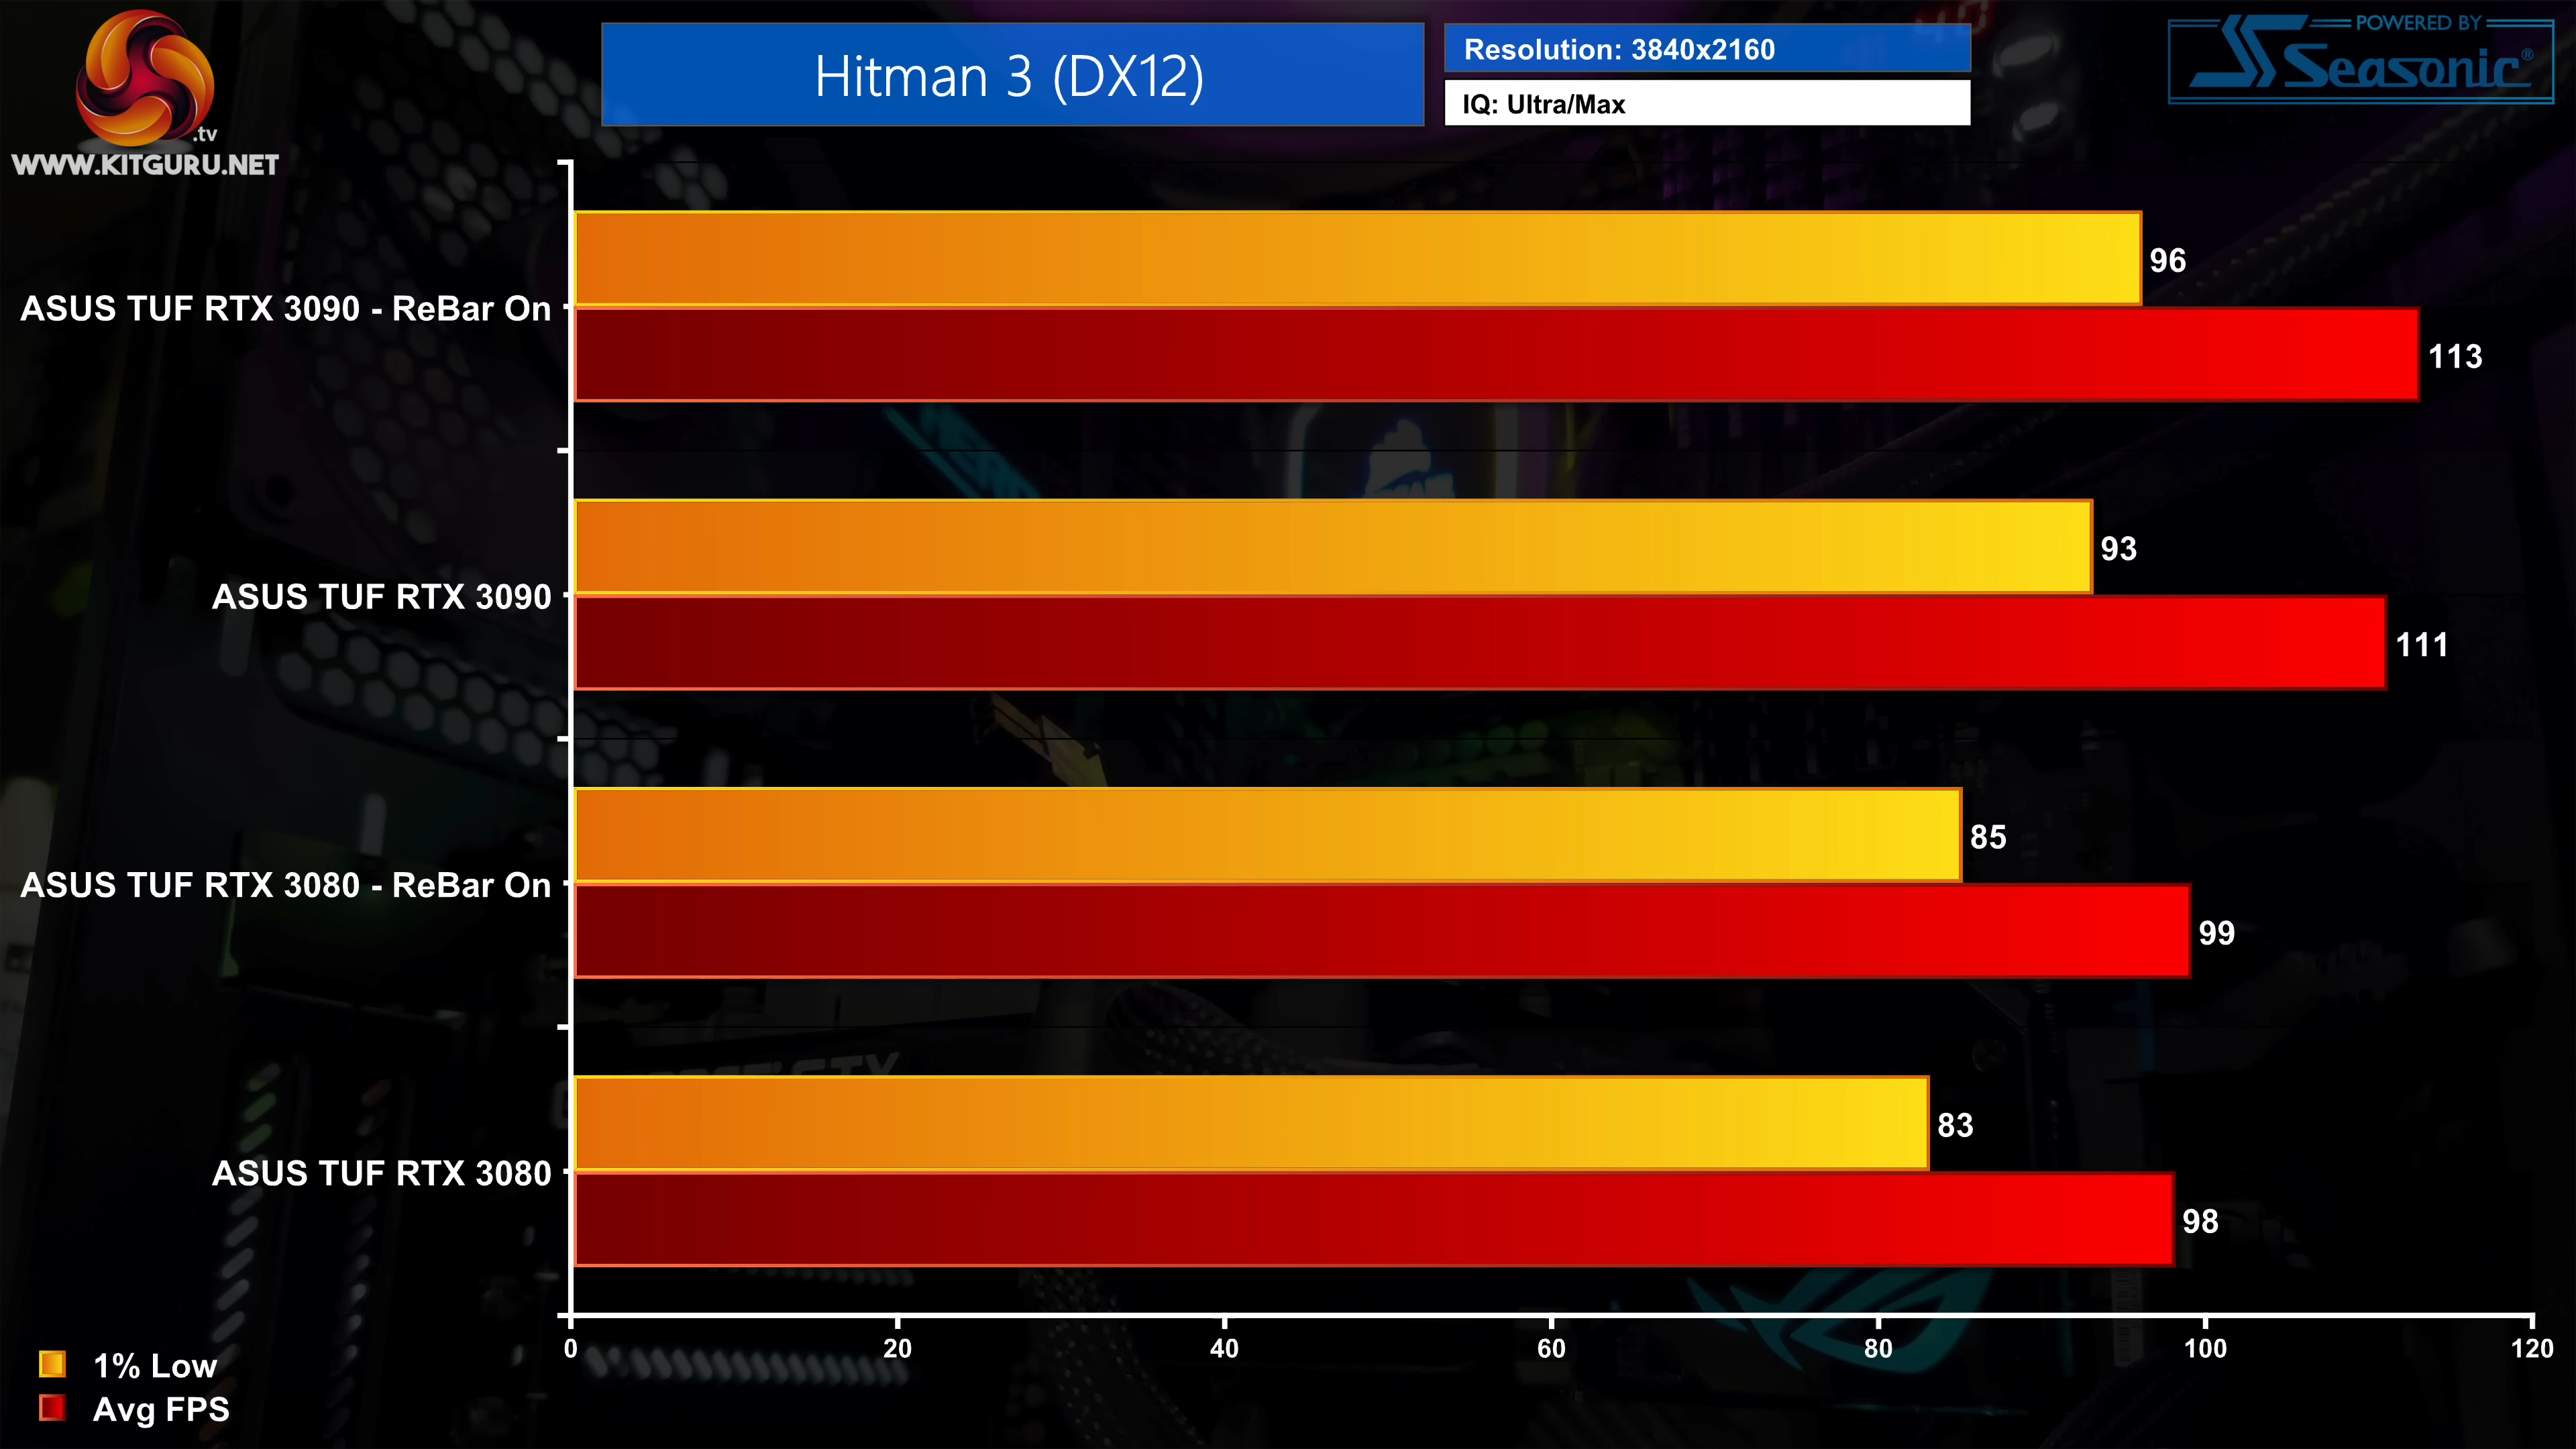 .tv
WWW.KITGURU.NET
Hitman 3 (DX12)
Resolution: 3840x2160
IQ: Ultra/Max
POWERED BY
Seasonic®
ASUS TUF RTX 3090 - ReBar On
96
113
ASUS TUF RTX 3090
93
111
ASUS TUF RTX 3080 - ReBar On
85
99
ASUS TUF RTX 3080
83
98
0 20 40 60 80 100 120
1% Low
Avg FPS